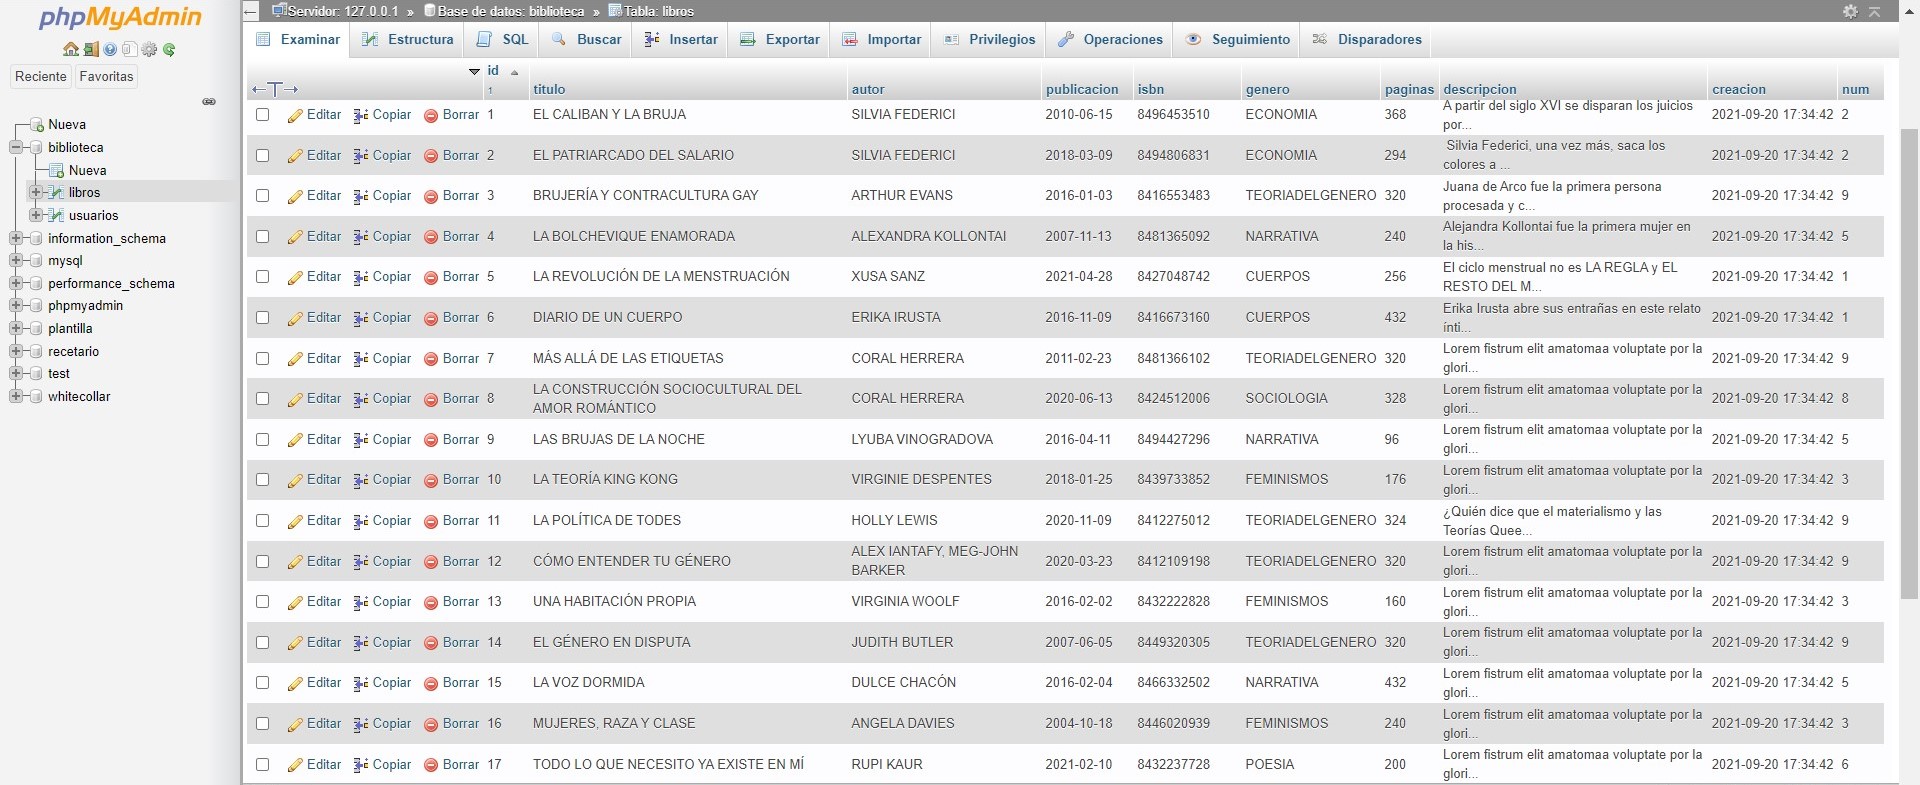 phpMyAdmin
Reciente Favoritas
Nueva
biblioteca
Nueva
libros
usuarios
information_schema
mysql
performance_schema
phpmyadmin
plantilla
recetario
test
whitecollar
Servidor: 127.0.0.1 » Base de datos: biblioteca » Tabla: libros
Examinar Estructura SQL Buscar Insertar Exportar Importar Privilegios Operaciones Seguimiento Disparadores
←T→ id 1 titulo autor publicacion isbn genero paginas descripcion creacion num
Editar Copiar Borrar 1 EL CALIBAN Y LA BRUJA SILVIA FEDERICI 2010-06-15 8496453510 ECONOMIA 368 A partir del siglo XVI se disparan los juicios por... 2021-09-20 17:34:42 2
Editar Copiar Borrar 2 EL PATRIARCADO DEL SALARIO SILVIA FEDERICI 2018-03-09 8494806831 ECONOMIA 294 Silvia Federici, una vez más, saca los colores a ... 2021-09-20 17:34:42 2
Editar Copiar Borrar 3 BRUJERÍA Y CONTRACULTURA GAY ARTHUR EVANS 2016-01-03 8416553483 TEORIADELGENERO 320 Juana de Arco fue la primera persona procesada y c... 2021-09-20 17:34:42 9
Editar Copiar Borrar 4 LA BOLCHEVIQUE ENAMORADA ALEXANDRA KOLLONTAI 2007-11-13 8481365092 NARRATIVA 240 Alejandra Kollontai fue la primera mujer en la his... 2021-09-20 17:34:42 5
Editar Copiar Borrar 5 LA REVOLUCIÓN DE LA MENSTRUACIÓN XUSA SANZ 2021-04-28 8427048742 CUERPOS 256 El ciclo menstrual no es LA REGLA y EL RESTO DEL M... 2021-09-20 17:34:42 1
Editar Copiar Borrar 6 DIARIO DE UN CUERPO ERIKA IRUSTA 2016-11-09 8416673160 CUERPOS 432 Erika Irusta abre sus entrañas en este relato ínti... 2021-09-20 17:34:42 1
Editar Copiar Borrar 7 MÁS ALLÁ DE LAS ETIQUETAS CORAL HERRERA 2011-02-23 8481366102 TEORIADELGENERO 320 Lorem fistrum elit amatomaa voluptate por la glori... 2021-09-20 17:34:42 9
Editar Copiar Borrar 8 LA CONSTRUCCIÓN SOCIOCULTURAL DEL AMOR ROMÁNTICO CORAL HERRERA 2020-06-13 8424512006 SOCIOLOGIA 328 Lorem fistrum elit amatomaa voluptate por la glori... 2021-09-20 17:34:42 8
Editar Copiar Borrar 9 LAS BRUJAS DE LA NOCHE LYUBA VINOGRADOVA 2016-04-11 8494427296 NARRATIVA 96 Lorem fistrum elit amatomaa voluptate por la glori... 2021-09-20 17:34:42 5
Editar Copiar Borrar 10 LA TEORÍA KING KONG VIRGINIE DESPENTES 2018-01-25 8439733852 FEMINISMOS 176 Lorem fistrum elit amatomaa voluptate por la glori... 2021-09-20 17:34:42 3
Editar Copiar Borrar 11 LA POLÍTICA DE TODES HOLLY LEWIS 2020-11-09 8412275012 TEORIADELGENERO 324 ¿Quién dice que el materialismo y las Teorías Quee... 2021-09-20 17:34:42 9
Editar Copiar Borrar 12 CÓMO ENTENDER TU GÉNERO ALEX IANTAFY, MEG-JOHN BARKER 2020-03-23 8412109198 TEORIADELGENERO 320 Lorem fistrum elit amatomaa voluptate por la glori... 2021-09-20 17:34:42 9
Editar Copiar Borrar 13 UNA HABITACIÓN PROPIA VIRGINIA WOOLF 2016-02-02 8432222828 FEMINISMOS 160 Lorem fistrum elit amatomaa voluptate por la glori... 2021-09-20 17:34:42 3
Editar Copiar Borrar 14 EL GÉNERO EN DISPUTA JUDITH BUTLER 2007-06-05 8449320305 TEORIADELGENERO 320 Lorem fistrum elit amatomaa voluptate por la glori... 2021-09-20 17:34:42 9
Editar Copiar Borrar 15 LA VOZ DORMIDA DULCE CHACÓN 2016-02-04 8466332502 NARRATIVA 432 Lorem fistrum elit amatomaa voluptate por la glori... 2021-09-20 17:34:42 5
Editar Copiar Borrar 16 MUJERES, RAZA Y CLASE ANGELA DAVIES 2004-10-18 8446020939 FEMINISMOS 240 Lorem fistrum elit amatomaa voluptate por la glori... 2021-09-20 17:34:42 3
Editar Copiar Borrar 17 TODO LO QUE NECESITO YA EXISTE EN MÍ RUPI KAUR 2021-02-10 8432237728 POESIA 200 Lorem fistrum elit amatomaa voluptate por la glori... 2021-09-20 17:34:42 6